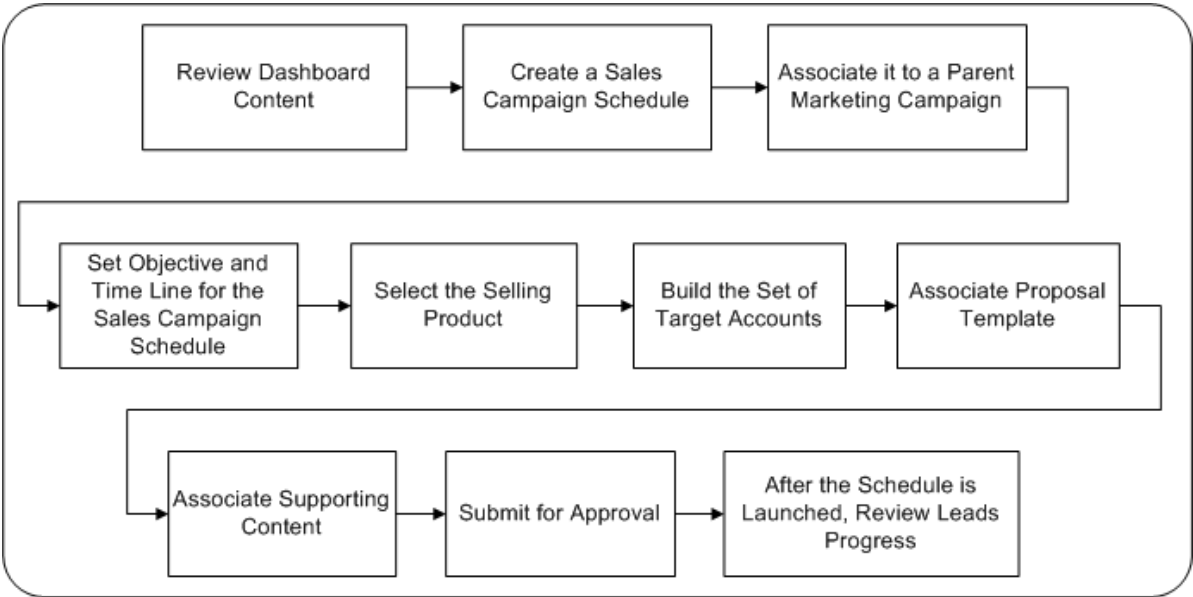 Review Dashboard
Content
Create a Sales
Campaign Schedule
Associate it to a Parent
Marketing Campaign
Set Objective and
Time Line for the
Sales Campaign
Schedule
Select the Selling
Product
Build the Set of
Target Accounts
Associate Proposal
Template
Associate Supporting
Content
Submit for Approval
After the Schedule is
Launched, Review Leads
Progress